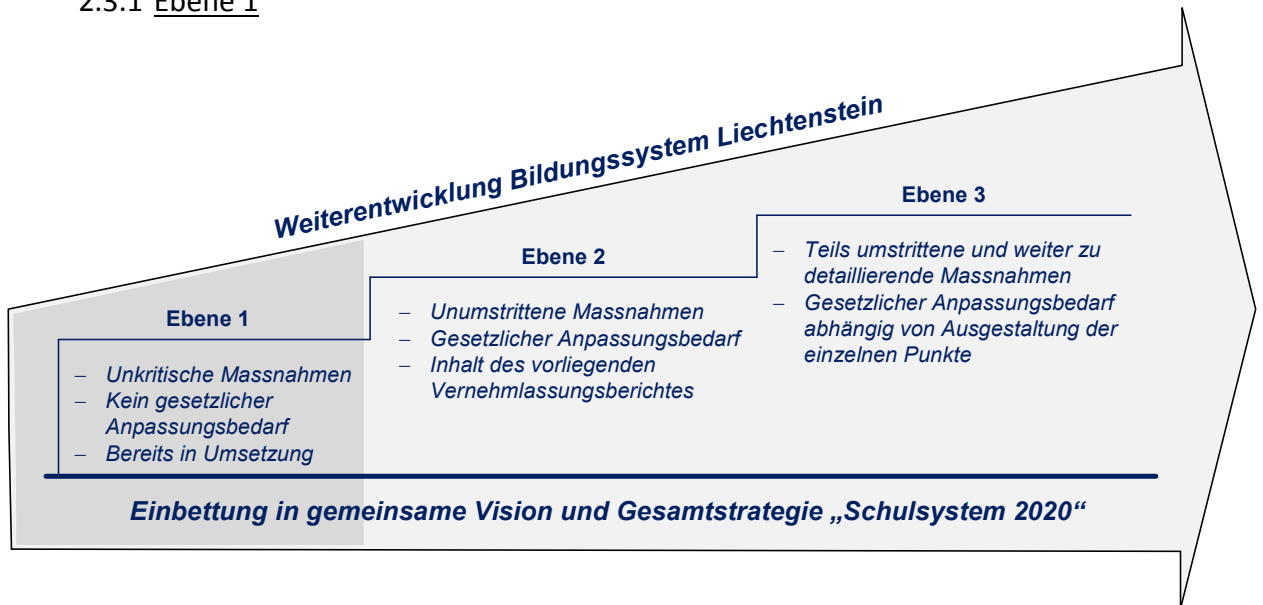 2.3.1 Ebene 1
Weiterentwicklung Bildungssystem Liechtenstein
Ebene 1
– Unkritische Massnahmen
– Kein gesetzlicher
Anpassungsbedarf
– Bereits in Umsetzung
Ebene 2
– Unumstrittene Massnahmen
– Gesetzlicher Anpassungsbedarf
– Inhalt des vorliegenden
Vernehmlassungsberichtes
Ebene 3
– Teils umstrittene und weiter zu
detaillierende Massnahmen
– Gesetzlicher Anpassungsbedarf
abhängig von Ausgestaltung der
einzelnen Punkte
Einbettung in gemeinsame Vision und Gesamtstrategie „Schulsystem 2020“